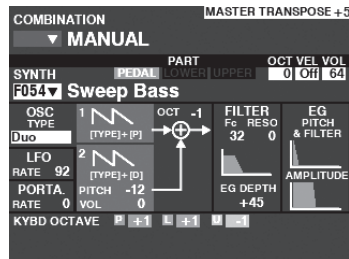 MASTER TRANSPOSE +5
COMBINATION
▼ MANUAL
PART
OCT VEL VOL
SYNTH PEDAL LOWER UPPER 0 Off 64
F054▼ Sweep Bass
OSC TYPE
Duo
1 [TYPE]+[P]
OCT -1
FILTER
Fc RESO
32 0
EG
PITCH & FILTER
LFO
RATE 92
2 [TYPE]+[D]
PITCH -12
VOL 0
EG DEPTH
+45
AMPLITUDE
PORTA.
RATE 0
KYBD OCTAVE P +1 L +1 U -1